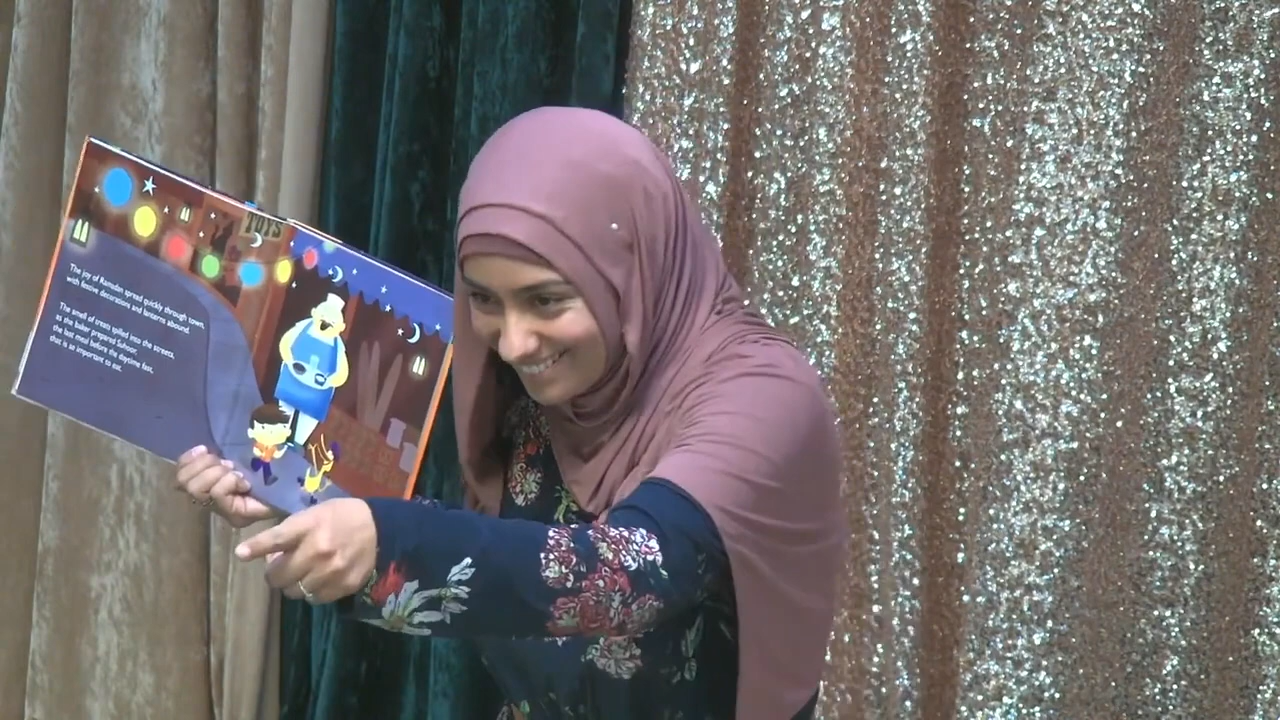 TOYS
The joy of Ramadan spread quickly through town,
with festive decorations and lanterns abound.
The smell of treats spilled into the streets,
as the baker prepared Suhoor,
the last meal before the daytime fast,
that is so important to eat.